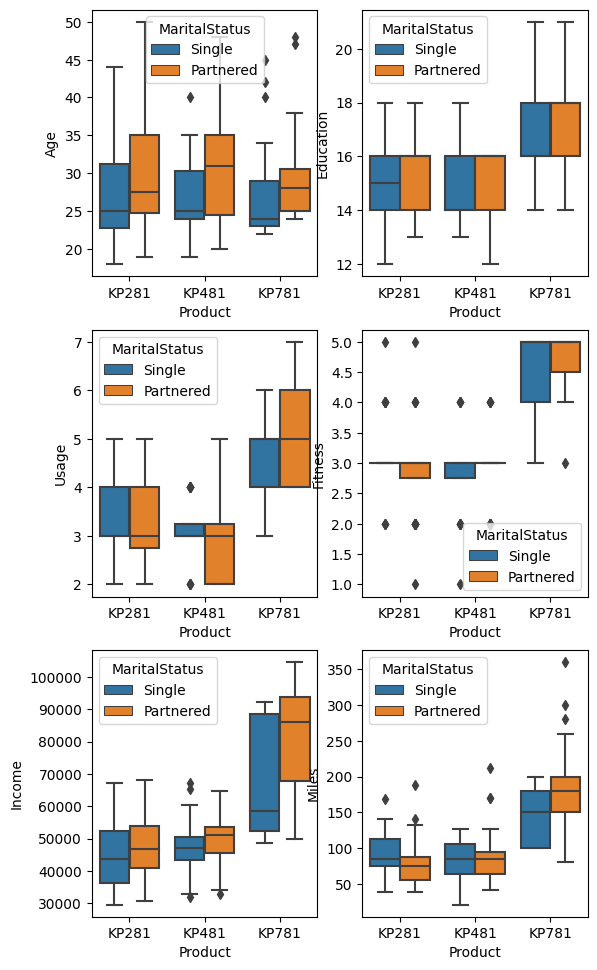 MaritalStatus
Single
Partnered
50
45
40
35
30
25
20
Age
KP281 KP481 KP781
Product
MaritalStatus
Single
Partnered
20
18
16
14
12
Education
KP281 KP481 KP781
Product
MaritalStatus
Single
Partnered
7
6
5
4
3
2
Usage
KP281 KP481 KP781
Product
5.0
4.5
4.0
3.5
3.0
2.5
2.0
1.5
1.0
Fitness
MaritalStatus
Single
Partnered
KP281 KP481 KP781
Product
MaritalStatus
Single
Partnered
100000
90000
80000
70000
60000
50000
40000
30000
Income
KP281 KP481 KP781
Product
MaritalStatus
Single
Partnered
350
300
250
200
150
100
50
Miles
KP281 KP481 KP781
Product